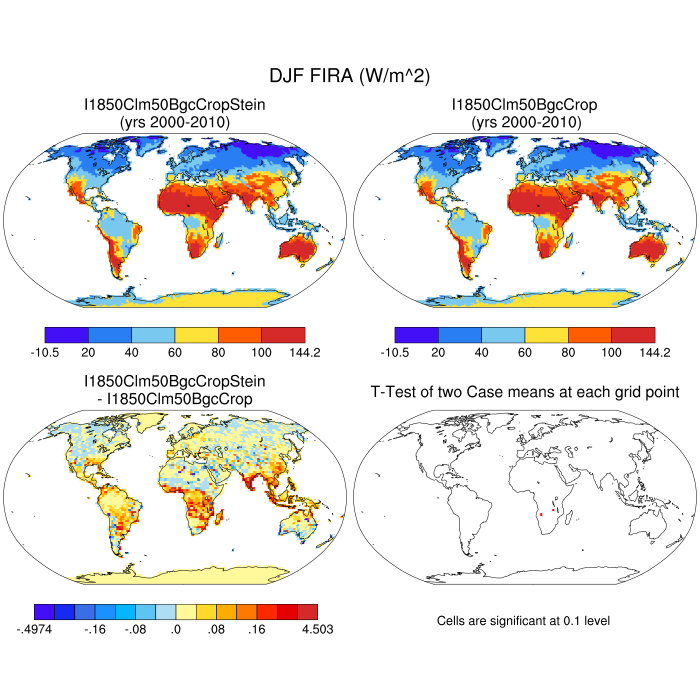 DJF FIRA (W/m^2)
I1850Clm50BgcCropStein
(yrs 2000-2010)
I1850Clm50BgcCrop
(yrs 2000-2010)
-10.5 20 40 60 80 100 144.2
-10.5 20 40 60 80 100 144.2
I1850Clm50BgcCropStein
- I1850Clm50BgcCrop
T-Test of two Case means at each grid point
-.4974 -.16 -.08 .0 .08 .16 4.503
Cells are significant at 0.1 level